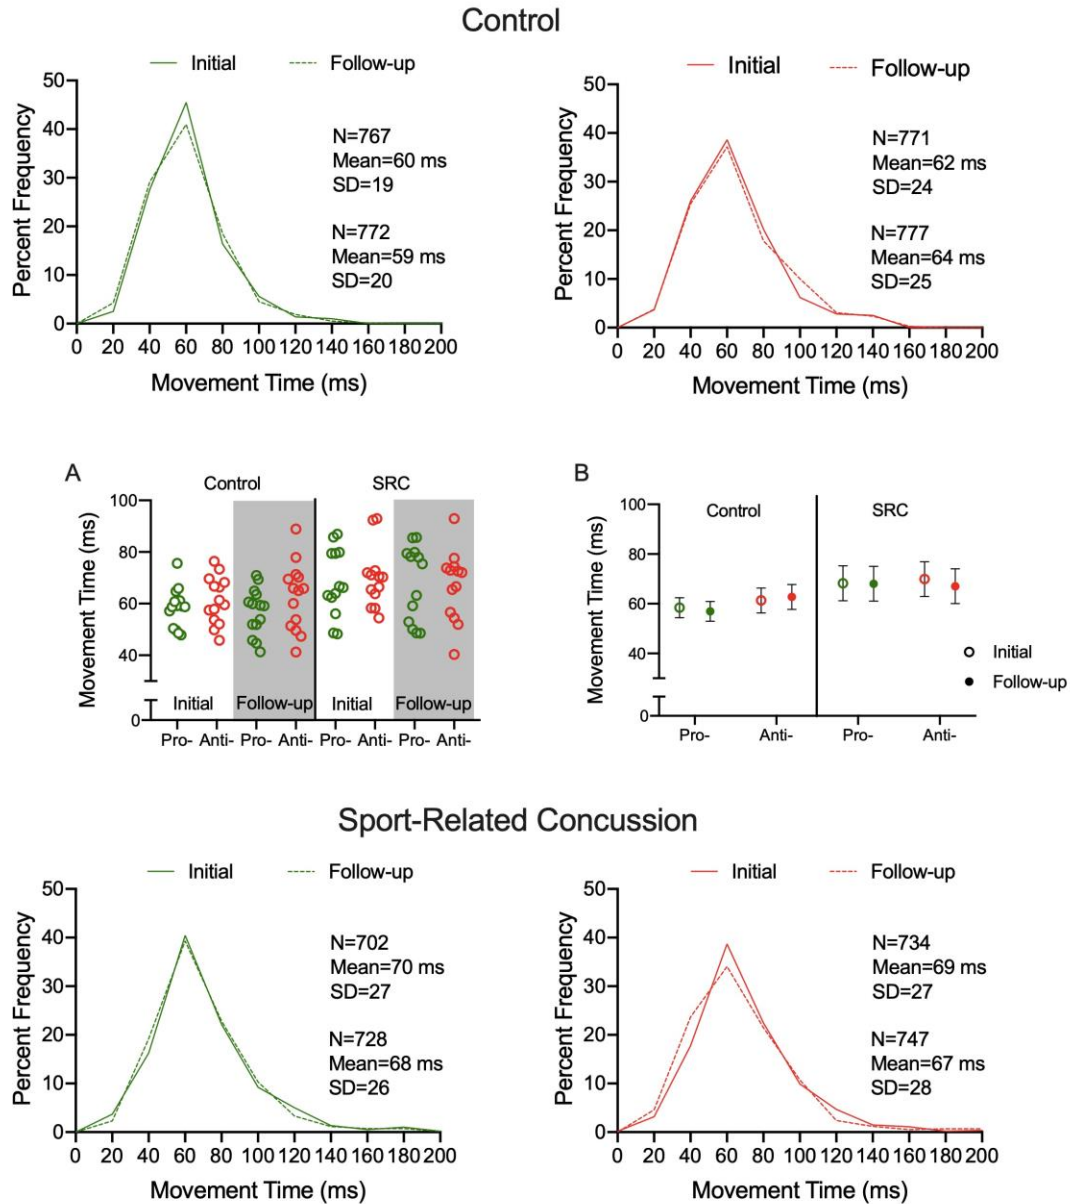 Control
Initial Follow-up
50
40
30
20
10
0
Percent Frequency
N=767
Mean=60 ms
SD=19
N=772
Mean=59 ms
SD=20
0 20 40 60 80 100 120 140 160 180 200
Movement Time (ms)
Initial Follow-up
50
40
30
20
10
0
Percent Frequency
N=771
Mean=62 ms
SD=24
N=777
Mean=64 ms
SD=25
0 20 40 60 80 100 120 140 160 180 200
Movement Time (ms)
A
Control SRC
100
80
60
40
0
Movement Time (ms)
Initial Follow-up Initial Follow-up
Pro- Anti- Pro- Anti- Pro- Anti- Pro- Anti-
B
Control SRC
100
80
60
40
0
Movement Time (ms)
Initial
Follow-up
Pro- Anti- Pro- Anti-
Sport-Related Concussion
Initial Follow-up
50
40
30
20
10
0
Percent Frequency
N=702
Mean=70 ms
SD=27
N=728
Mean=68 ms
SD=26
0 20 40 60 80 100 120 140 160 180 200
Movement Time (ms)
Initial Follow-up
50
40
30
20
10
0
Percent Frequency
N=734
Mean=69 ms
SD=27
N=747
Mean=67 ms
SD=28
0 20 40 60 80 100 120 140 160 180 200
Movement Time (ms)